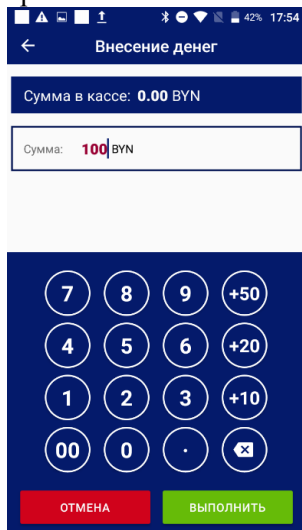 42% 17:54
Внесение денег
Сумма в кассе: 0.00 BYN
Сумма: 100 BYN
7 8 9 +50
4 5 6 +20
1 2 3 +10
00 0 .
ОТМЕНА ВЫПОЛНИТЬ